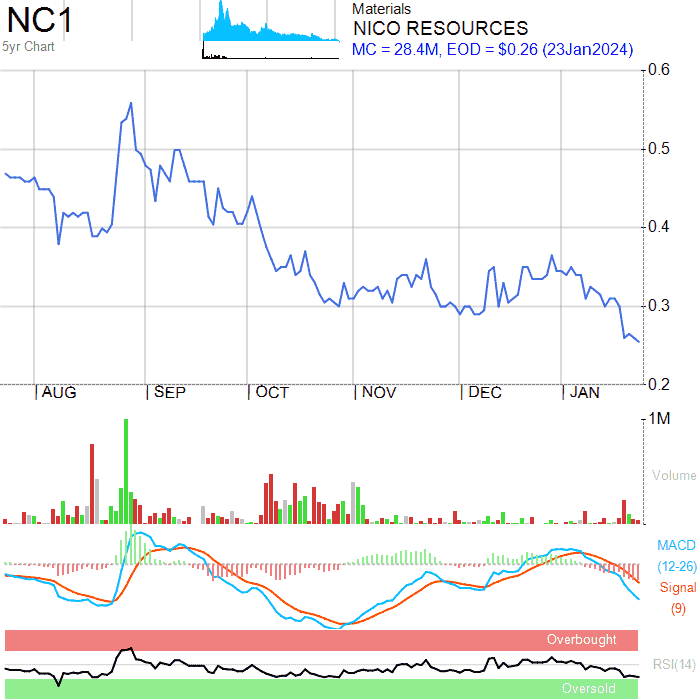 NC1
5yr Chart
Materials
NICO RESOURCES
MC = 28.4M, EOD = $0.26 (23Jan2024)
0.6
0.5
0.4
0.3
0.2
AUG
SEP
OCT
NOV
DEC
JAN
1M
Volume
MACD
(12-26)
Signal
(9)
Overbought
RSI(14)
Oversold